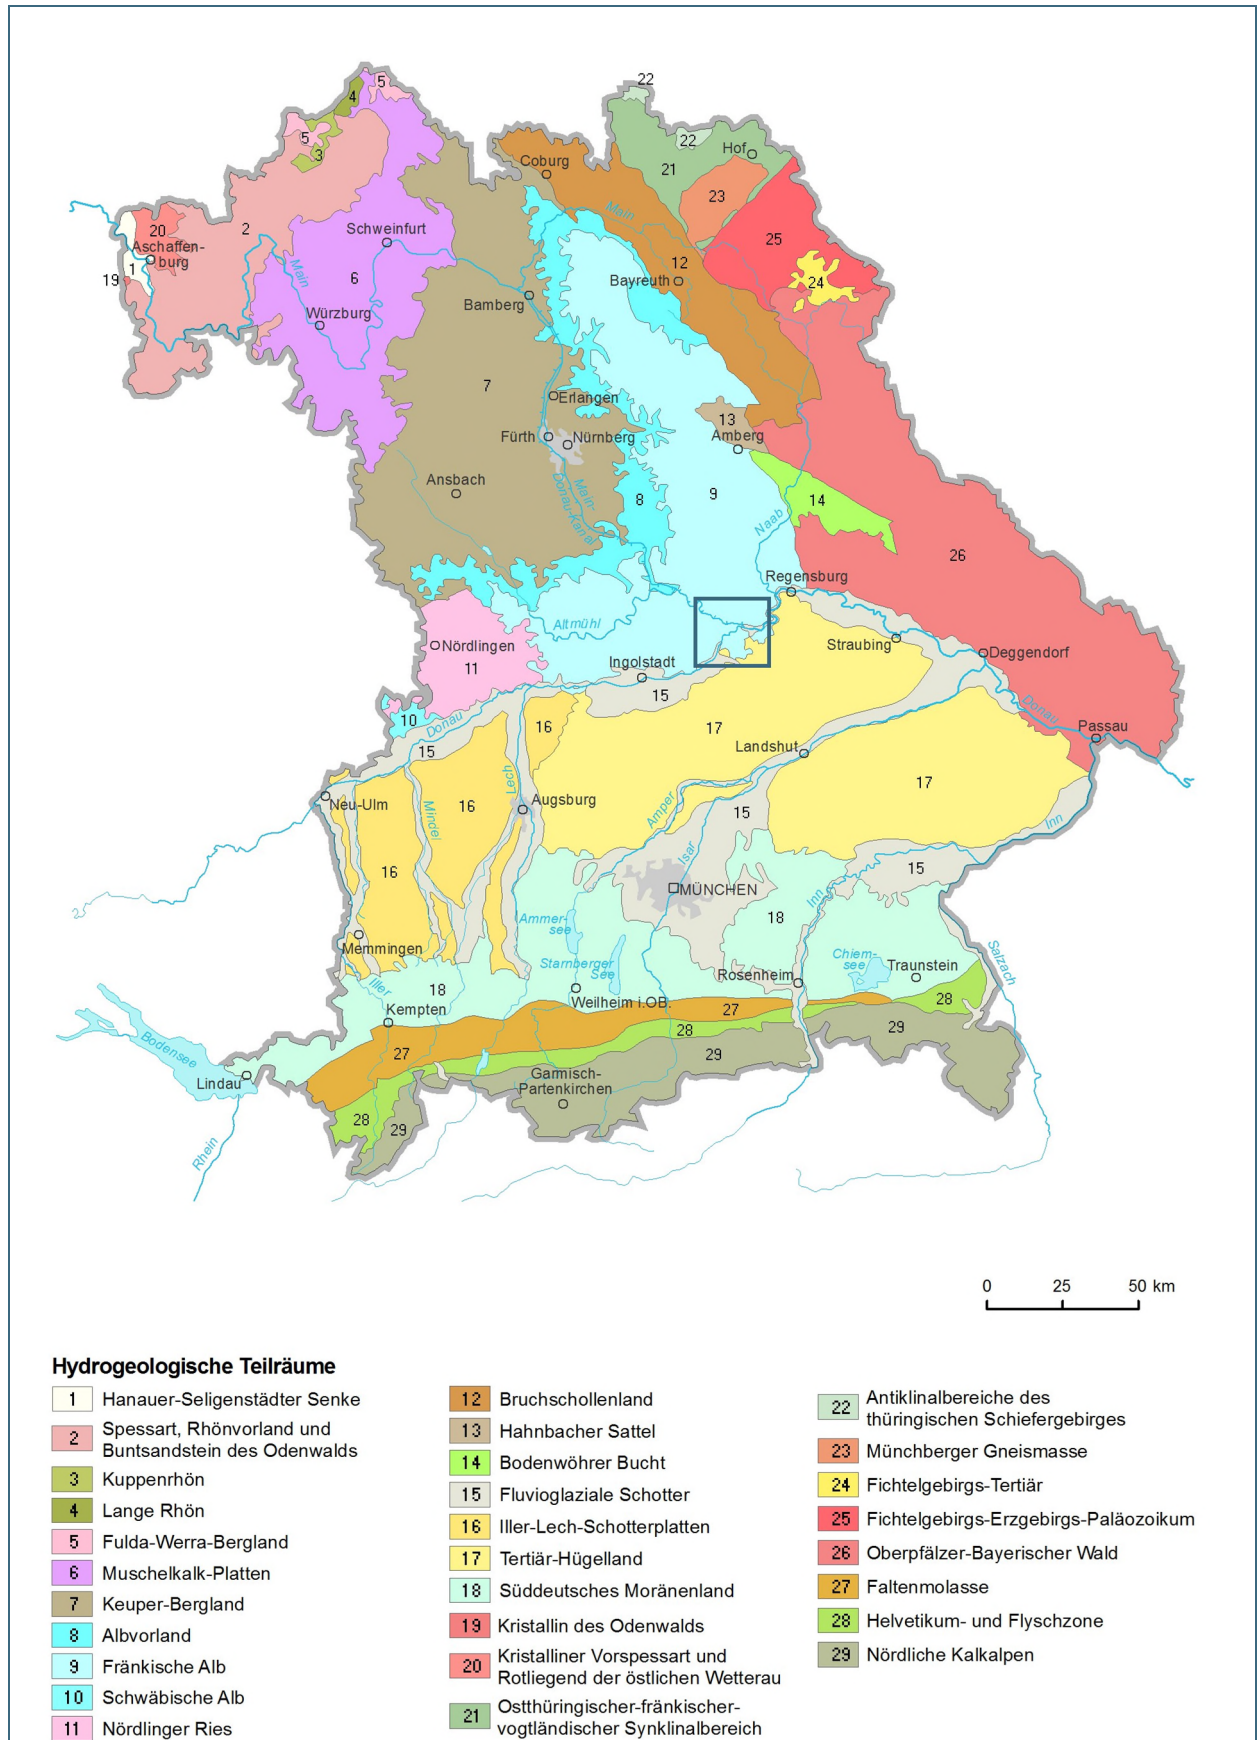 22
5
4
5
3
22
Hof
Coburg
21
23
Main
20
2
Schweinfurt
25
Aschaffen-
burg
1
19
Main
6
12
Bayreuth
24
Bamberg
Würzburg
7
Erlangen
13
Fürth
Nürnberg
Amberg
Ansbach
Main-
Donau-Kanal
8
9
14
Naab
26
Regensburg
Altmühl
Nördlingen
11
Straubing
Deggendorf
Ingolstadt
15
10
Donau
16
17
Donau
Passau
15
Landshut
Lech
17
Neu-Ulm
Mindel
16
Augsburg
Amper
15
Inn
Isar
16
15
MÜNCHEN
Inn
18
Ammer-
see
Memmingen
Starnberger
See
Chiem-
see
Traunstein
Salzach
Rosenheim
Iller
18
Weilheim i.OB.
Kempten
27
28
28
29
Bodensee
27
29
Garmisch-
Partenkirchen
Lindau
28
29
Rhein
0 25 50 km
Hydrogeologische Teilräume
1 Hanauer-Seligenstädter Senke
2 Spessart, Rhönvorland und
Buntsandstein des Odenwalds
3 Kuppenrhön
4 Lange Rhön
5 Fulda-Werra-Bergland
6 Muschelkalk-Platten
7 Keuper-Bergland
8 Albvorland
9 Fränkische Alb
10 Schwäbische Alb
11 Nördlinger Ries
12 Bruchschollenland
13 Hahnbacher Sattel
14 Bodenwöhrer Bucht
15 Fluvioglaziale Schotter
16 Iller-Lech-Schotterplatten
17 Tertiär-Hügelland
18 Süddeutsches Moränenland
19 Kristallin des Odenwalds
20 Kristalliner Vorspessart und
Rotliegend der östlichen Wetterau
21 Ostthüringischer-fränkischer-
vogtländischer Synklinalbereich
22 Antiklinalbereiche des
thüringischen Schiefergebirges
23 Münchberger Gneismasse
24 Fichtelgebirgs-Tertiär
25 Fichtelgebirgs-Erzgebirgs-Paläozoikum
26 Oberpfälzer-Bayerischer Wald
27 Faltenmolasse
28 Helvetikum- und Flyschzone
29 Nördliche Kalkalpen